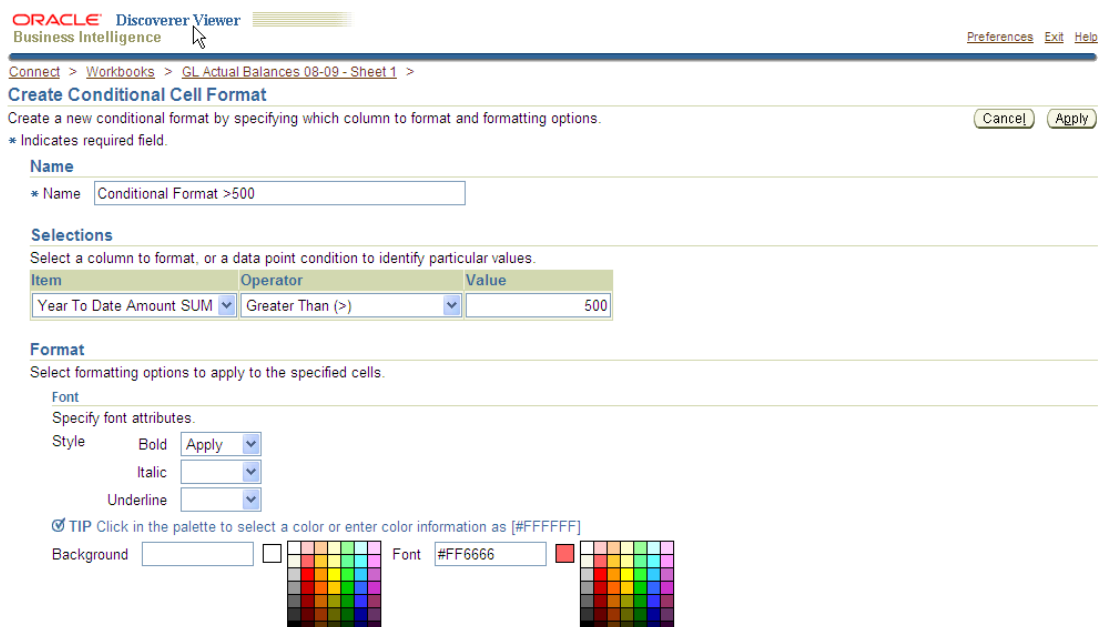 ORACLE Discoverer Viewer
Business Intelligence
Preferences Exit Help
Connect > Workbooks > GL Actual Balances 08-09 - Sheet 1 >
Create Conditional Cell Format
Create a new conditional format by specifying which column to format and formatting options.
Cancel Apply
* Indicates required field.
Name
* Name Conditional Format >500
Selections
Select a column to format, or a data point condition to identify particular values.
Item Operator Value
Year To Date Amount SUM Greater Than (>) 500
Format
Select formatting options to apply to the specified cells.
Font
Specify font attributes.
Style Bold Apply
Italic
Underline
TIP Click in the palette to select a color or enter color information as [#FFFFFF]
Background Font #FF6666